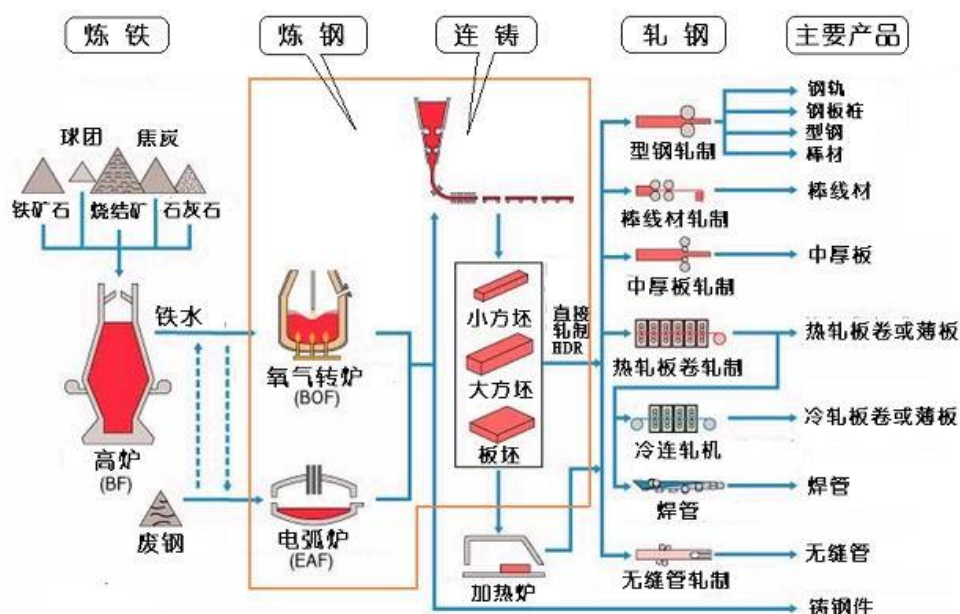 炼铁
炼钢
连铸
轧钢
主要产品
球团
焦炭
铁矿石
烧结矿
石灰石
铁水
高炉
(BF)
废钢
氧气转炉
(BOF)
电弧炉
(EAF)
小方坯
大方坯
板坯
直接
轧制
HDR
加热炉
型钢轧制
棒线材轧制
中厚板轧制
热轧板卷轧制
冷连轧机
焊管
无缝管轧制
钢轨
钢板桩
型钢
棒材
棒线材
中厚板
热轧板卷或薄板
冷轧板卷或薄板
焊管
无缝管
铸钢件